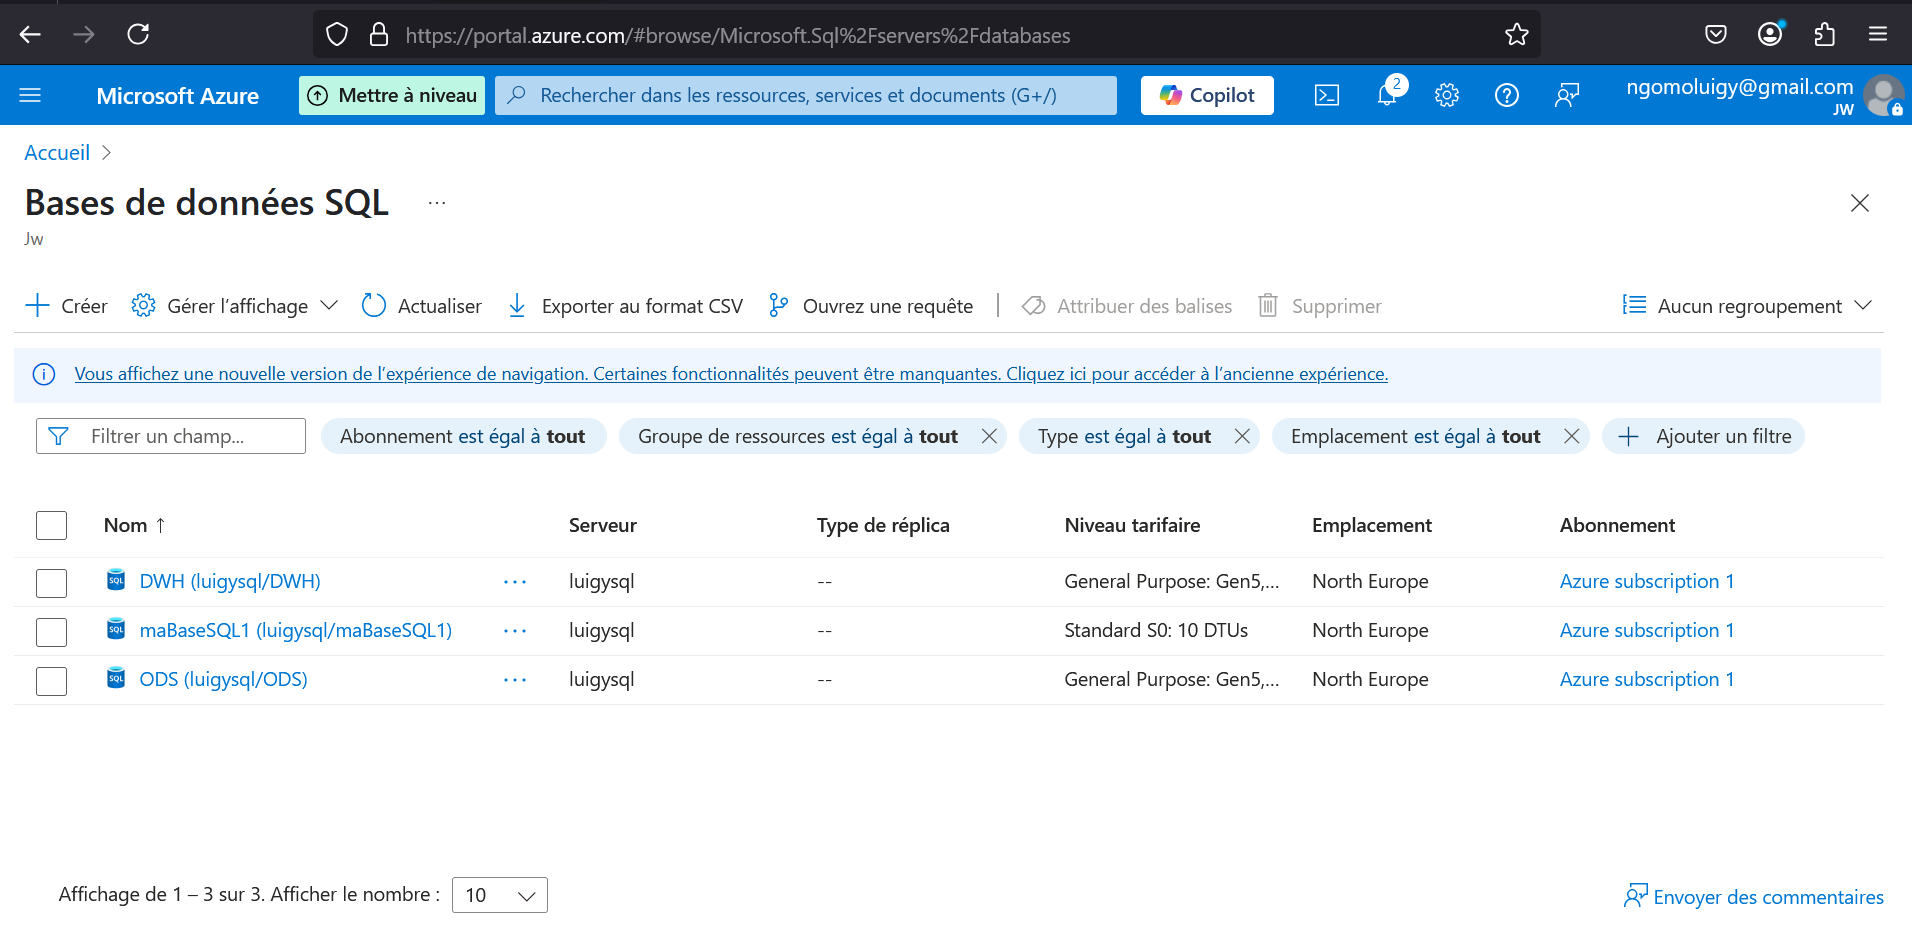 https://portal.azure.com/#browse/Microsoft.Sql%2Fservers%2Fdatabases
Microsoft Azure
Mettre à niveau
Rechercher dans les ressources, services et documents (G+/)
Copilot
2
ngomoluigy@gmail.com
JW
Accueil
Bases de données SQL
...
Jw
Créer
Gérer l'affichage
Actualiser
Exporter au format CSV
Ouvrez une requête
Attribuer des balises
Supprimer
Aucun regroupement
Vous affichez une nouvelle version de l'expérience de navigation. Certaines fonctionnalités peuvent être manquantes. Cliquez ici pour accéder à l'ancienne expérience.
Filtrer un champ...
Abonnement est égal à tout
Groupe de ressources est égal à tout
Type est égal à tout
Emplacement est égal à tout
Ajouter un filtre
Nom ↑ Serveur Type de réplica Niveau tarifaire Emplacement Abonnement
SQL DWH (luigysql/DWH) ... luigysql -- General Purpose: Gen5,... North Europe Azure subscription 1
SQL maBaseSQL1 (luigysql/maBaseSQL1) ... luigysql -- Standard S0: 10 DTUs North Europe Azure subscription 1
SQL ODS (luigysql/ODS) ... luigysql -- General Purpose: Gen5,... North Europe Azure subscription 1
Affichage de 1 – 3 sur 3. Afficher le nombre : 10
Envoyer des commentaires